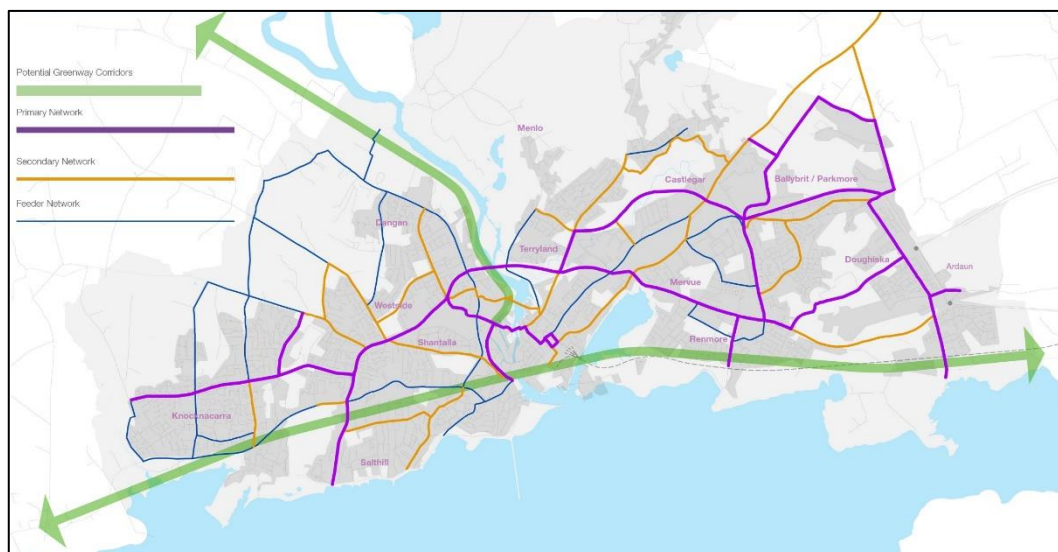 Potential Greenway Corridors
Primary Network
Secondary Network
Feeder Network
Menlo
Castlegar
Ballybrit / Parkmore
Dangan
Terryland
Doughiska
Ardaun
Mervue
Westside
Shantalla
Renmore
Knocknacarra
Salthill